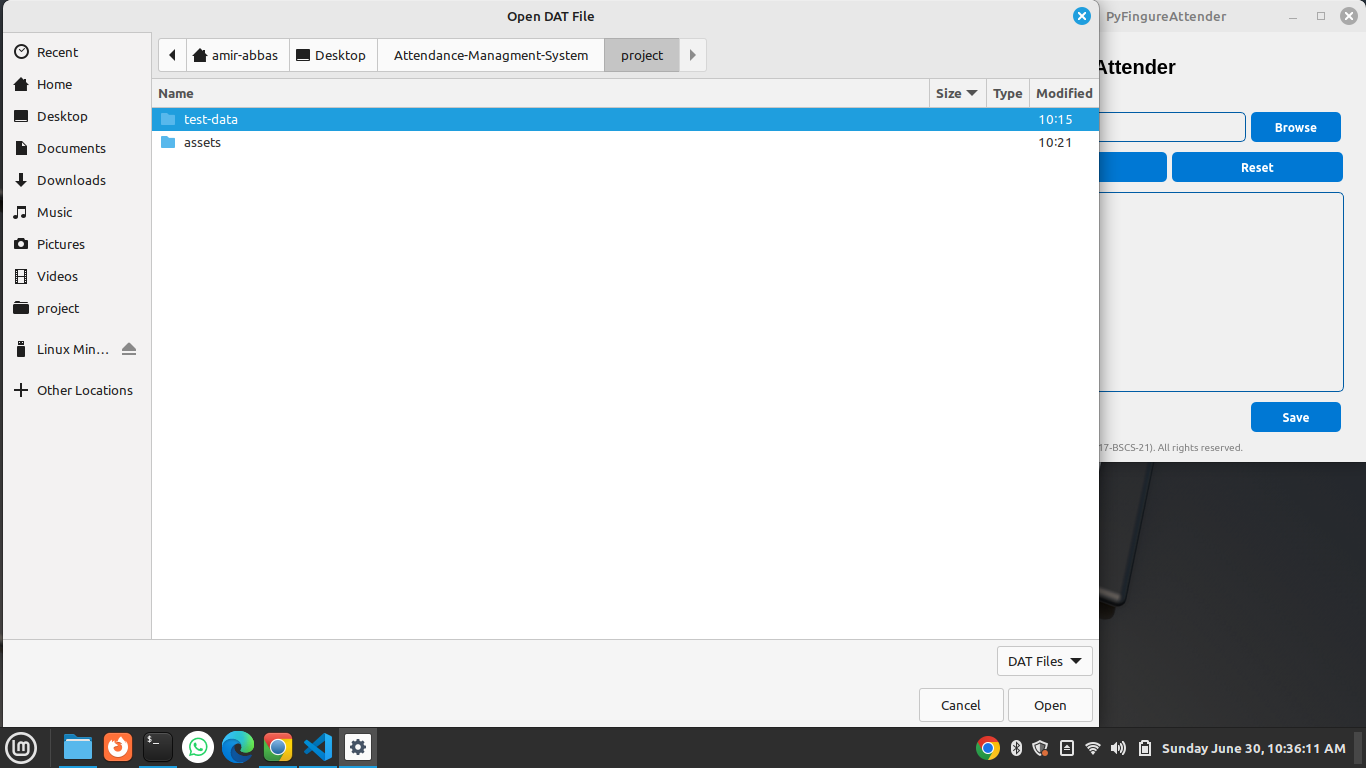 Open DAT File
PyFingureAttender
Recent
Home
Desktop
Documents
Downloads
Music
Pictures
Videos
project
Linux Min...
Other Locations
amir-abbas
Desktop
Attendance-Managment-System
project
Name
Size
Type
Modified
test-data
10:15
assets
10:21
DAT Files
Cancel
Open
Attender
Browse
Reset
Save
17-BSCS-21). All rights reserved.
Sunday June 30, 10:36:11 AM